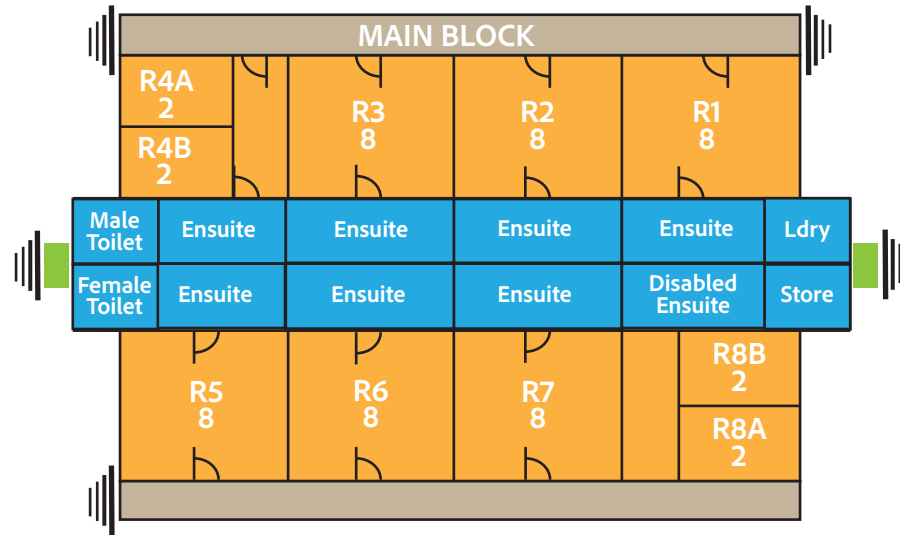 MAIN BLOCK
R4A
2
R4B
2
R3
8
R2
8
R1
8
Male
Toilet
Ensuite
Ensuite
Ensuite
Ensuite
Ldry
Female
Toilet
Ensuite
Ensuite
Ensuite
Disabled
Ensuite
Store
R5
8
R6
8
R7
8
R8B
2
R8A
2